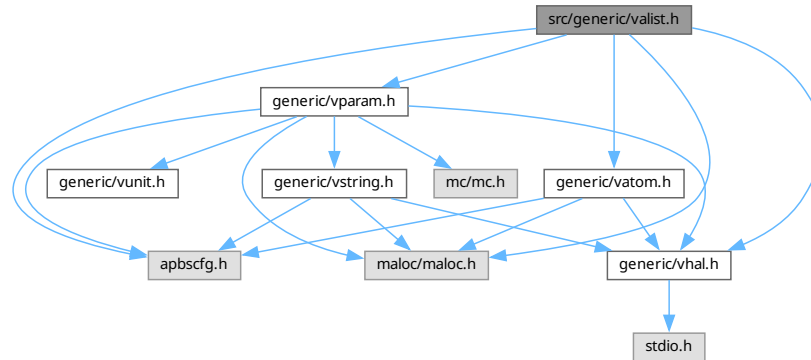 src/generic/valist.h
generic/vparam.h
generic/vunit.h
generic/vstring.h
mc/mc.h
generic/vatom.h
apbscfg.h
maloc/maloc.h
generic/vhal.h
stdio.h